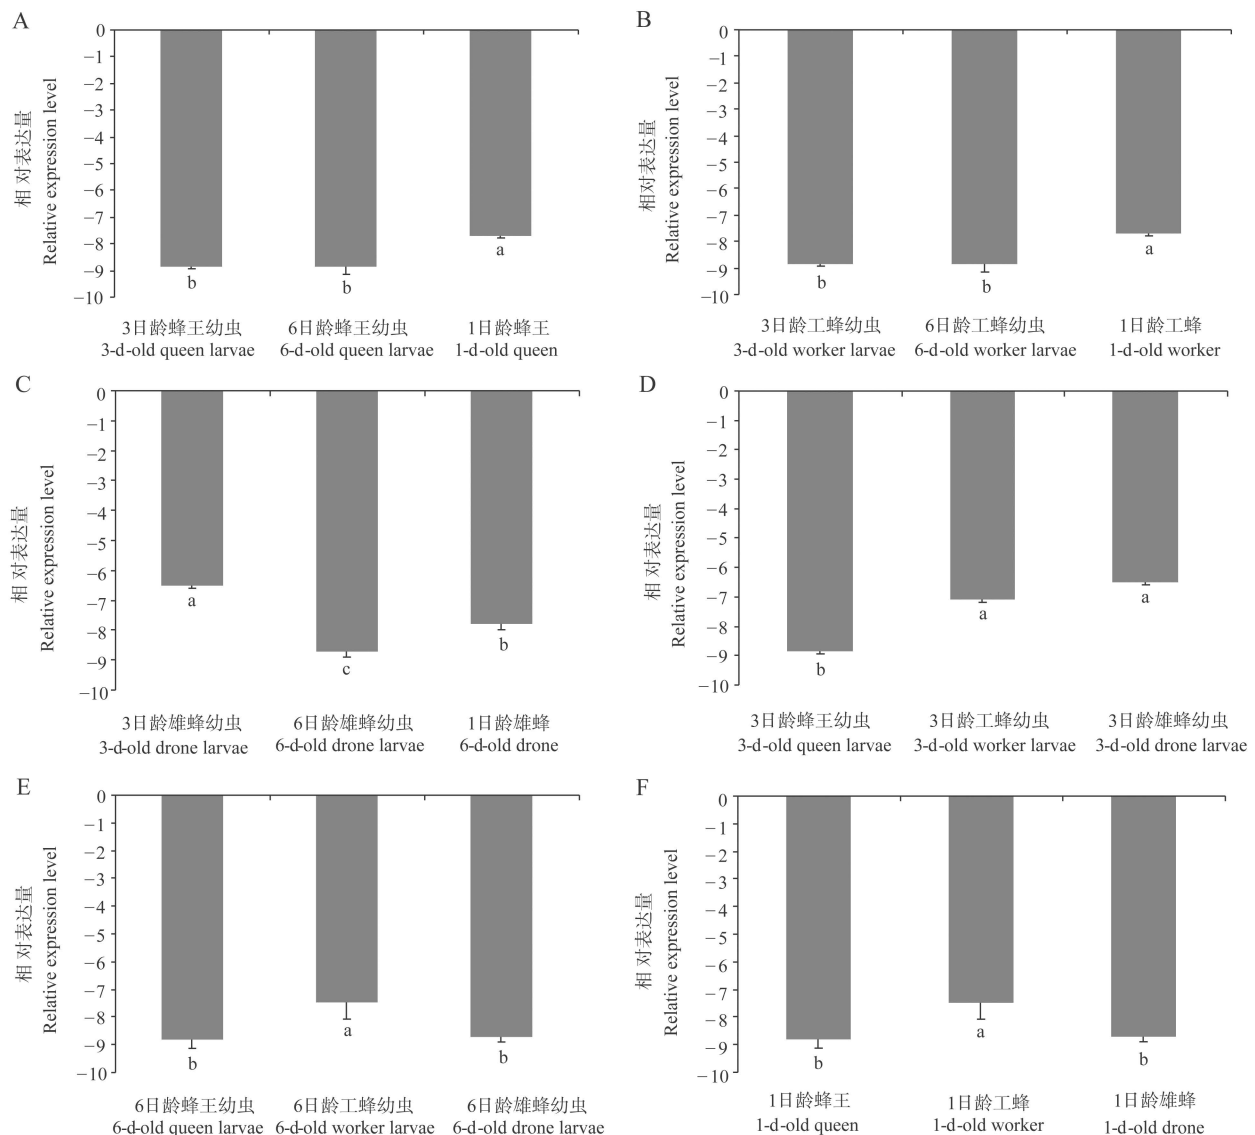 A
0
−1
−2
−3
−4
−5
−6
−7
−8
−9
−10
相对表达量
Relative expression level
b
b
a
3日龄蜂王幼虫
3-d-old queen larvae
6日龄蜂王幼虫
6-d-old queen larvae
1日龄蜂王
1-d-old queen
B
0
−1
−2
−3
−4
−5
−6
−7
−8
−9
−10
相对表达量
Relative expression level
b
b
a
3日龄工蜂幼虫
3-d-old worker larvae
6日龄工蜂幼虫
6-d-old worker larvae
1日龄工蜂
1-d-old worker
C
0
−1
−2
−3
−4
−5
−6
−7
−8
−9
−10
相对表达量
Relative expression level
a
c
b
3日龄雄蜂幼虫
3-d-old drone larvae
6日龄雄蜂幼虫
6-d-old drone larvae
1日龄雄蜂
6-d-old drone
D
0
−1
−2
−3
−4
−5
−6
−7
−8
−9
−10
相对表达量
Relative expression level
b
a
a
3日龄蜂王幼虫
3-d-old queen larvae
3日龄工蜂幼虫
3-d-old worker larvae
3日龄雄蜂幼虫
3-d-old drone larvae
E
0
−1
−2
−3
−4
−5
−6
−7
−8
−9
−10
相对表达量
Relative expression level
b
a
b
6日龄蜂王幼虫
6-d-old queen larvae
6日龄工蜂幼虫
6-d-old worker larvae
6日龄雄蜂幼虫
6-d-old drone larvae
F
0
−1
−2
−3
−4
−5
−6
−7
−8
−9
−10
相对表达量
Relative expression level
b
a
b
1日龄蜂王
1-d-old queen
1日龄工蜂
1-d-old worker
1日龄雄蜂
1-d-old drone